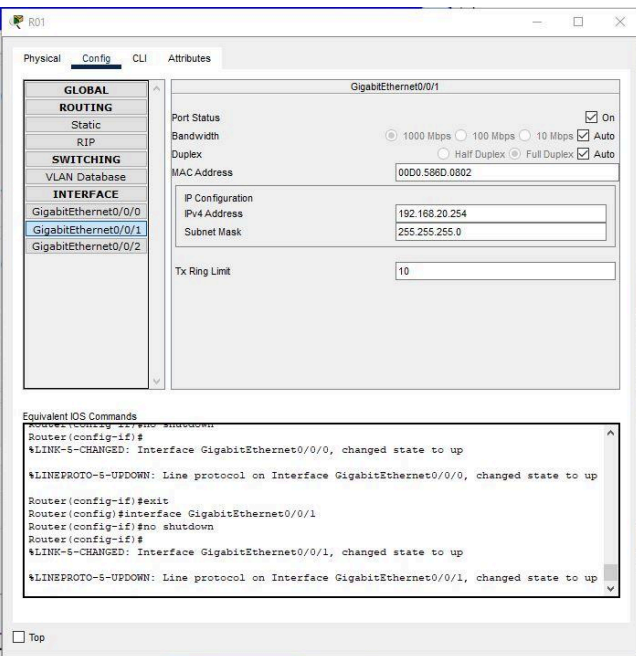 R01
Physical Config CLI Attributes
GLOBAL
ROUTING
Static
RIP
SWITCHING
VLAN Database
INTERFACE
GigabitEthernet0/0/0
GigabitEthernet0/0/1
GigabitEthernet0/0/2
GigabitEthernet0/0/1
Port Status On
Bandwidth 1000 Mbps 100 Mbps 10 Mbps Auto
Duplex Half Duplex Full Duplex Auto
MAC Address 00D0.586D.0802
IP Configuration
IPv4 Address 192.168.20.254
Subnet Mask 255.255.255.0
Tx Ring Limit 10
Equivalent IOS Commands
Router(config-if)#no shutdown
Router(config-if)#
%LINK-5-CHANGED: Interface GigabitEthernet0/0/0, changed state to up
%LINEPROTO-5-UPDOWN: Line protocol on Interface GigabitEthernet0/0/0, changed state to up
Router(config-if)#exit
Router(config)#interface GigabitEthernet0/0/1
Router(config-if)#no shutdown
Router(config-if)#
%LINK-5-CHANGED: Interface GigabitEthernet0/0/1, changed state to up
%LINEPROTO-5-UPDOWN: Line protocol on Interface GigabitEthernet0/0/1, changed state to up
Top